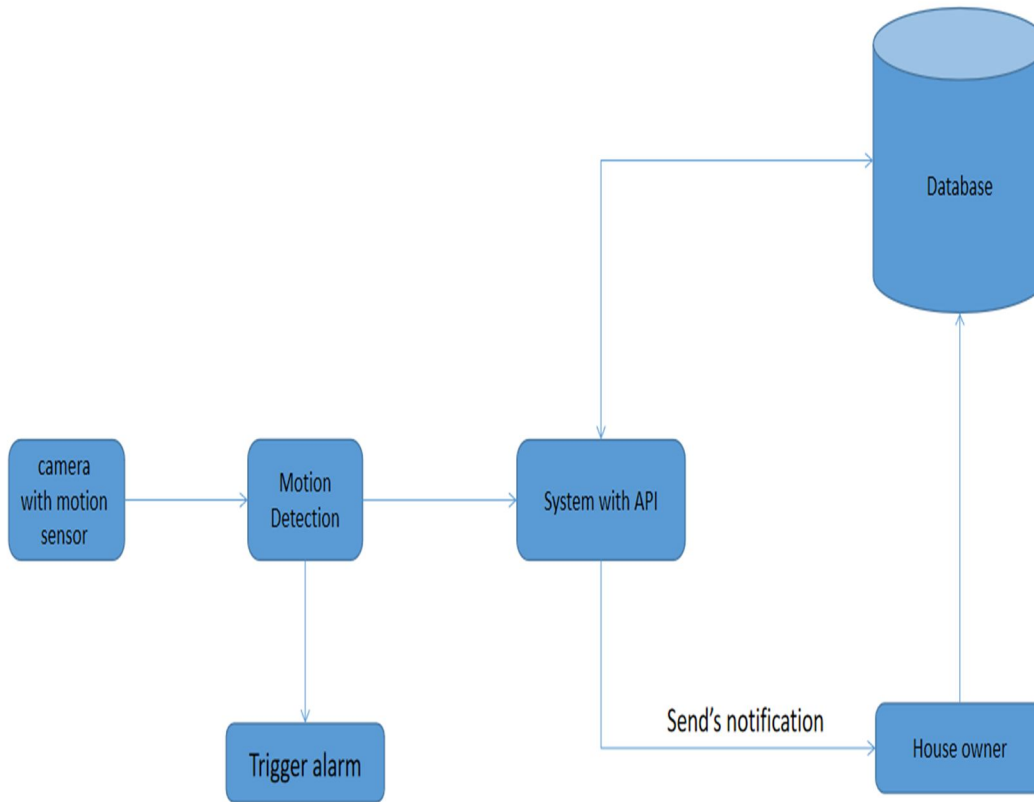 Database
camera
with motion
sensor
Motion
Detection
System with API
Send's notification
Trigger alarm
House owner